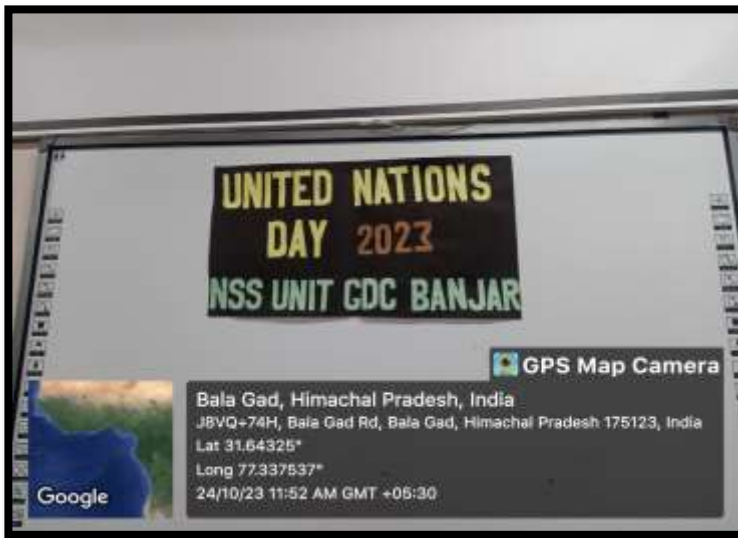 UNITED NATIONS
DAY 2023
NSS UNIT GDC BANJAR
GPS Map Camera
Bala Gad, Himachal Pradesh, India
J8VQ+74H, Bala Gad Rd, Bala Gad, Himachal Pradesh 175123, India
Lat 31.64325°
Long 77.337537°
24/10/23 11:52 AM GMT +05:30
Google